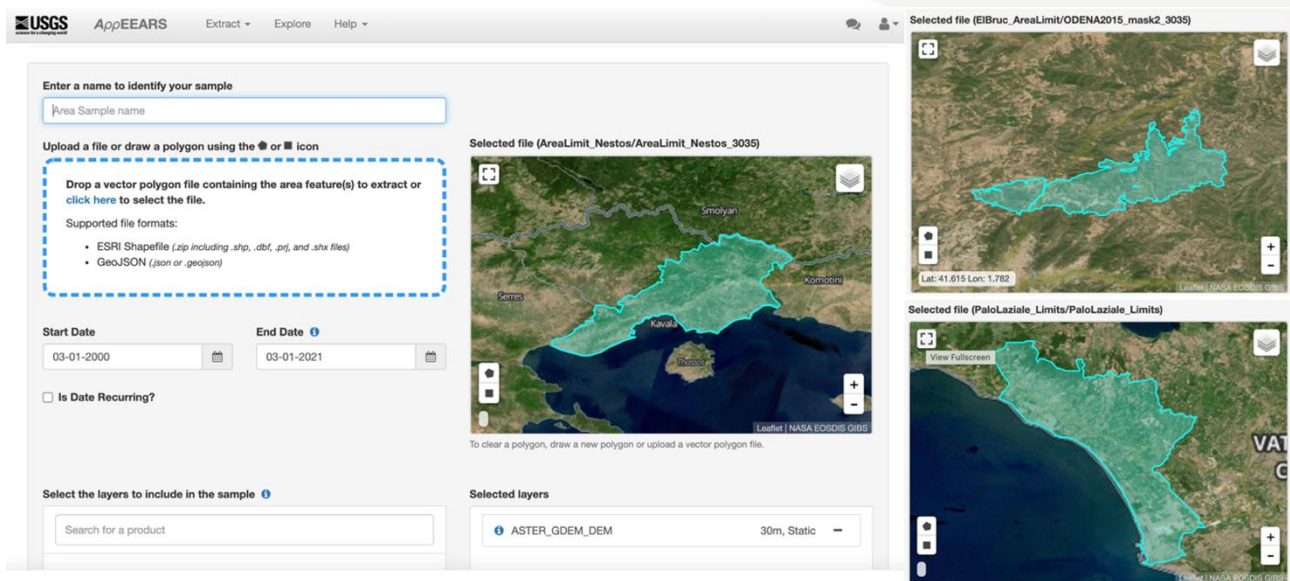 USGS
science for a changing world
AppEEARS
Extract
Explore
Help
Enter a name to identify your sample
Area Sample name
Upload a file or draw a polygon using the or icon
Drop a vector polygon file containing the area feature(s) to extract or
click here to select the file.
Supported file formats:
• ESRI Shapefile (.zip including .shp, .dbf, .prj, and .shx files)
• GeoJSON (.json or .geojson)
Start Date
End Date
03-01-2000
03-01-2021
Is Date Recurring?
Selected file (AreaLimit_Nestos/AreaLimit_Nestos_3035)
Smolyan
Komotini
Serres
Kavala
Thasos
+
−
Leaflet | NASA EOSDIS GIBS
To clear a polygon, draw a new polygon or upload a vector polygon file.
Select the layers to include in the sample
Search for a product
Selected layers
ASTER_GDEM_DEM
30m, Static
Selected file (ElBruc_AreaLimit/ODENA2015_mask2_3035)
+
−
Lat: 41.615 Lon: 1.782
Leaflet | NASA EOSDIS GIBS
Selected file (PaloLaziale_Limits/PaloLaziale_Limits)
View Fullscreen
VAT
C
+
−
Leaflet | NASA EOSDIS GIBS